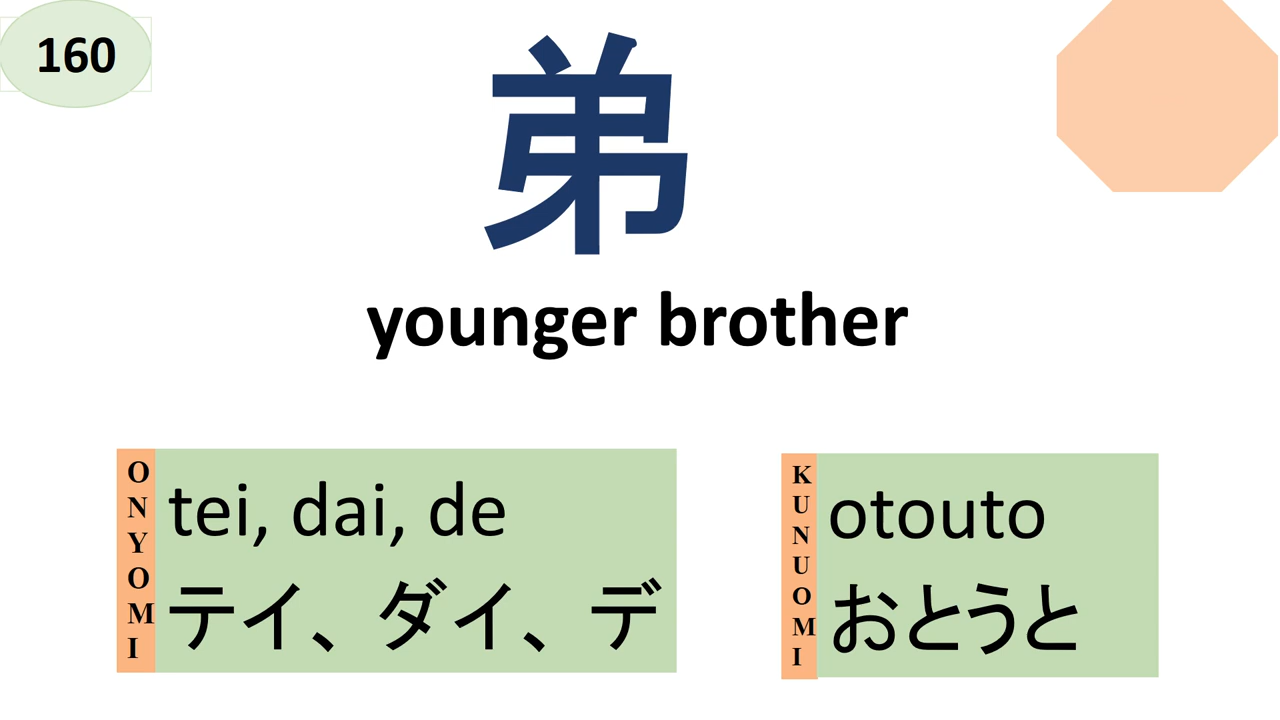 160
弟
younger brother
ONYOMI
tei, dai, de
テイ、ダイ、デ
KUNUOMI
otouto
おとうと